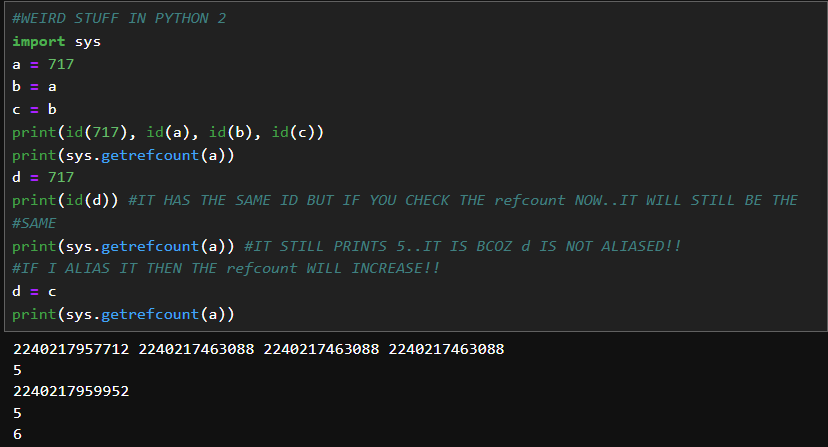 #WEIRD STUFF IN PYTHON 2
import sys
a = 717
b = a
c = b
print(id(717), id(a), id(b), id(c))
print(sys.getrefcount(a))
d = 717
print(id(d)) #IT HAS THE SAME ID BUT IF YOU CHECK THE refcount NOW..IT WILL STILL BE THE
#SAME
print(sys.getrefcount(a)) #IT STILL PRINTS 5..IT IS BCOZ d IS NOT ALIASED!!
#IF I ALIAS IT THEN THE refcount WILL INCREASE!!
d = c
print(sys.getrefcount(a))
2240217957712 2240217463088 2240217463088 2240217463088
5
2240217959952
5
6